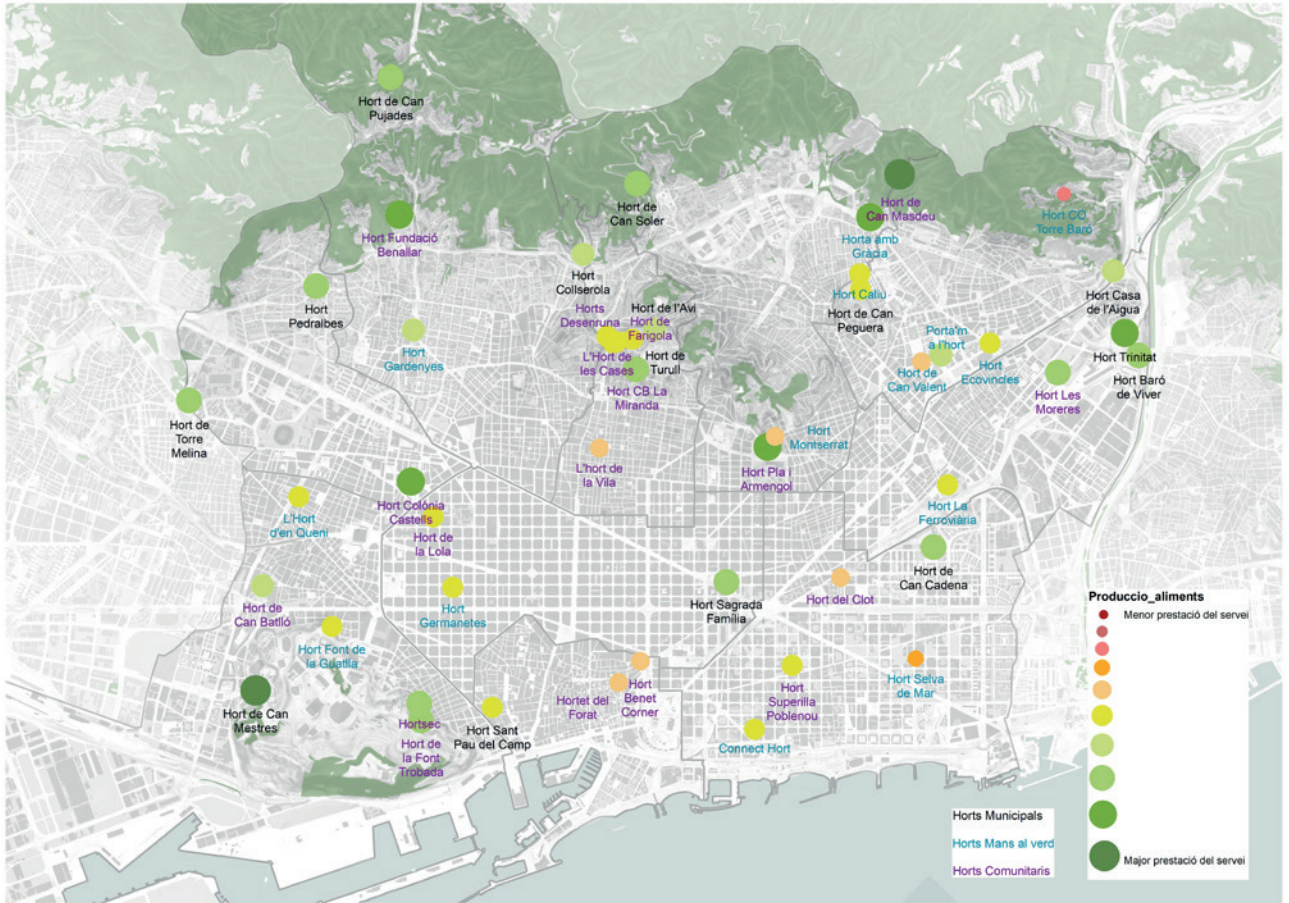 Hort de Can
Pujades
Hort de
Can Soler
Hort de
Can Masdeu
Hort CO
Torre Baró
Hort Fundació
Benallar
Horta amb
Gràcia
Hort
Collserola
Hort
Pedralbes
Hort Caliu
Hort de Can
Peguera
Hort Casa
de l'Aigua
Hort de l'Avi
Horts
Desenruna
Hort de
Farigola
L'Hort de
les Cases
Hort de
Turull
Hort CB La
Miranda
Hort
Gardenyes
Porta'm
a l'hort
Hort de
Can Valent
Hort
Ecovincles
Hort Trinitat
Hort Baró
de Viver
Hort Les
Moreres
Hort de
Torre
Melina
Hort
Montserrat
Hort Pla i
Armengol
L'hort de
la Vila
Hort Colònia
Castells
Hort de
la Lola
L'Hort
d'en Queni
Hort La
Ferroviària
Hort de
Can Cadena
Hort del Clot
Hort Sagrada
Família
Hort de
Can Batlló
Hort
Germanetes
Hort Font de
la Guatlla
Hort de Can
Mestres
Hortsec
Hort de
la Font
Trobada
Hort Sant
Pau del Camp
Hortet del
Forat
Hort
Benet
Corner
Hort
Superilla
Poblenou
Connect Hort
Hort Selva
de Mar
Produccio_aliments
Menor prestació del servei
Major prestació del servei
Horts Municipals
Horts Mans al verd
Horts Comunitaris